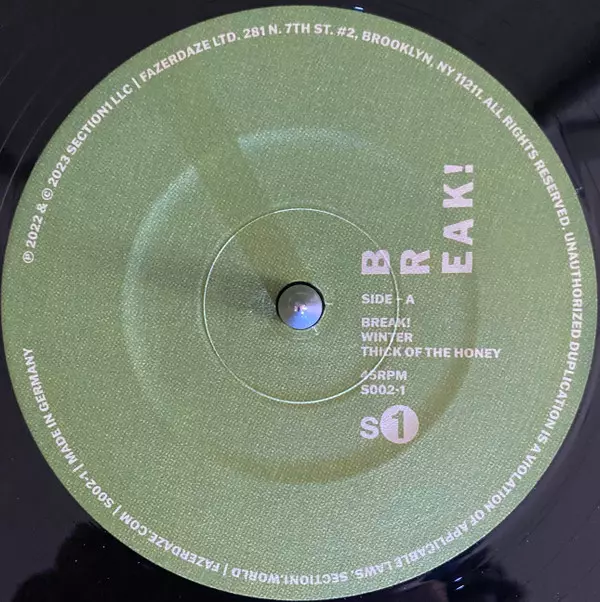 ℗ 2022 & © 2023 SECTION1 LLC | FAZERDAZE LTD. 281 N. 7TH ST. #2, BROOKLYN, NY 11211. ALL RIGHTS RESERVED. UNAUTHORIZED DUPLICATION IS A VIOLATION OF APPLICABLE LAWS. SECTION1.WORLD | FAZERDAZE.COM | S002-1 | MADE IN GERMANY
BREAK!
SIDE – A
BREAK!
WINTER
THICK OF THE HONEY
45RPM
S002-1
S1